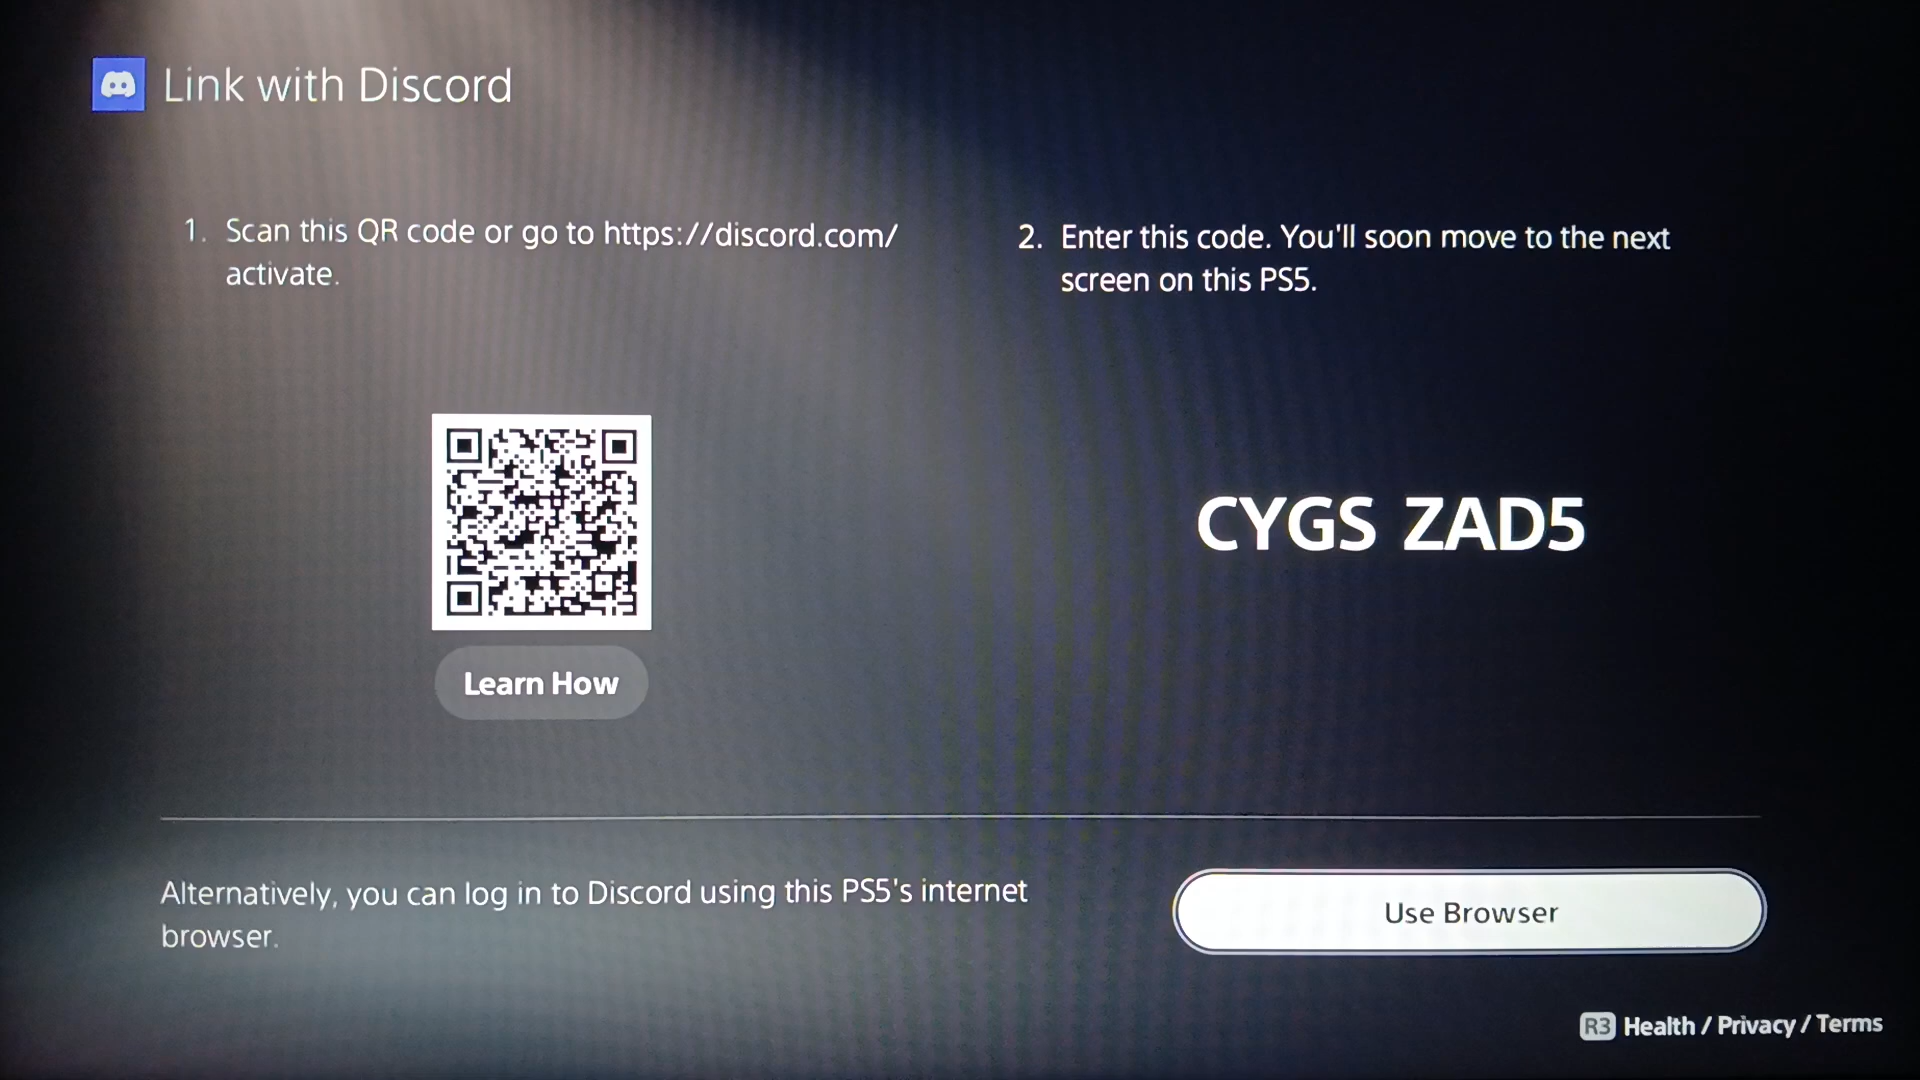 Link with Discord
1. Scan this QR code or go to https://discord.com/
activate.
2. Enter this code. You'll soon move to the next
screen on this PS5.
CYGS ZAD5
Learn How
Alternatively, you can log in to Discord using this PS5's internet
browser.
Use Browser
R3 Health / Privacy / Terms